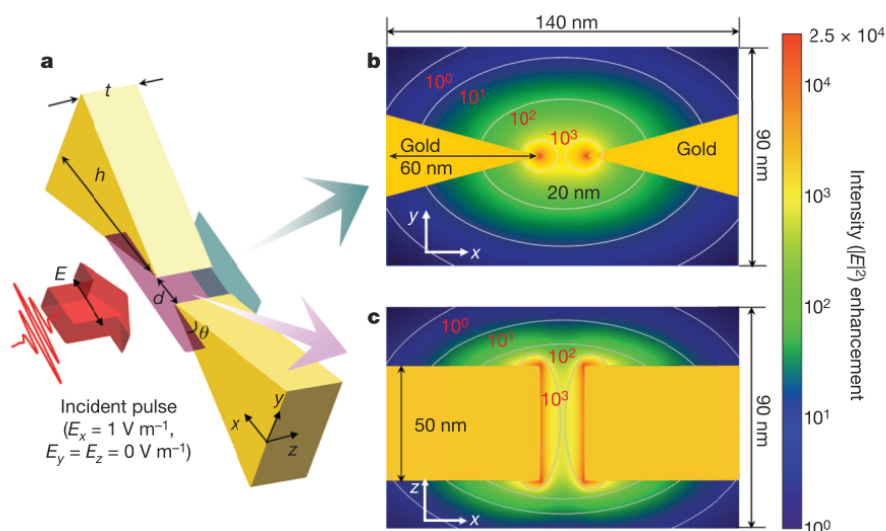 a
t
h
E
d
θ
x
y
z
Incident pulse
(Eₓ = 1 V m⁻¹,
E_y = E_z = 0 V m⁻¹)
140 nm
b
10⁰
10¹
10²
10³
Gold
60 nm
Gold
20 nm
y
x
90 nm
c
10⁰
10¹
10²
10³
50 nm
z
x
90 nm
2.5 × 10⁴
10⁴
10³
10²
10¹
10⁰
Intensity (|E|²) enhancement